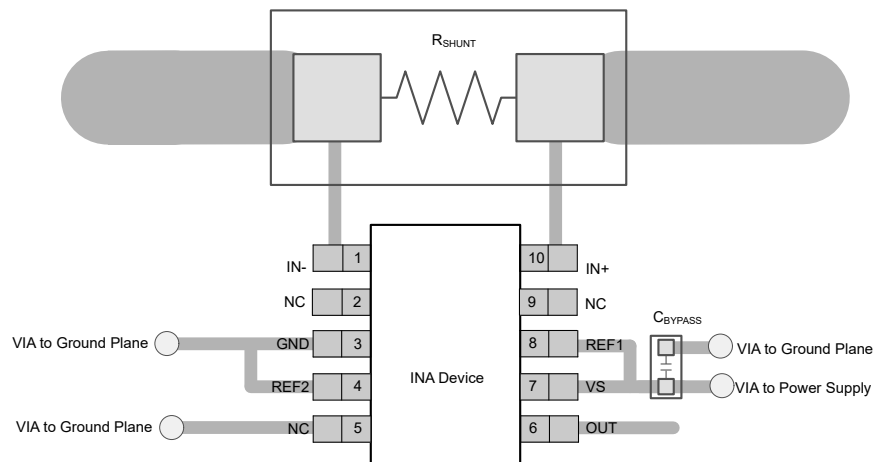 RSHUNT
IN- 1 10 IN+
NC 2 9 NC
CBYPASS
VIA to Ground Plane GND 3 8 REF1 VIA to Ground Plane
REF2 4 INA Device 7 VS VIA to Power Supply
VIA to Ground Plane NC 5 6 OUT